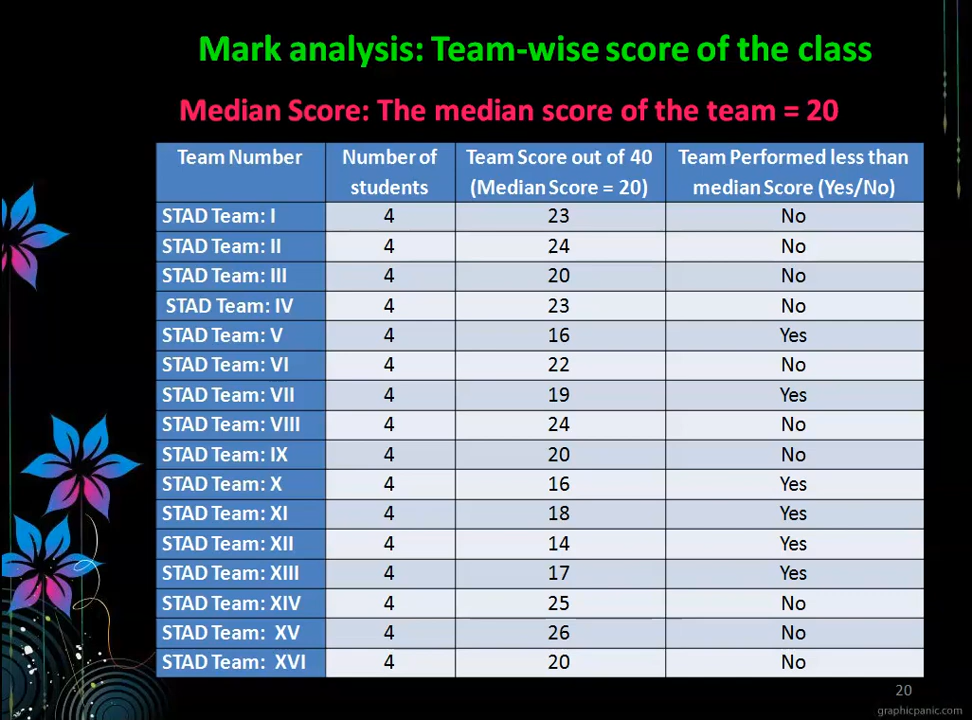 Mark analysis: Team-wise score of the class
Median Score: The median score of the team = 20
Team Number | Number of students | Team Score out of 40 (Median Score = 20) | Team Performed less than median Score (Yes/No)
STAD Team: I | 4 | 23 | No
STAD Team: II | 4 | 24 | No
STAD Team: III | 4 | 20 | No
STAD Team: IV | 4 | 23 | No
STAD Team: V | 4 | 16 | Yes
STAD Team: VI | 4 | 22 | No
STAD Team: VII | 4 | 19 | Yes
STAD Team: VIII | 4 | 24 | No
STAD Team: IX | 4 | 20 | No
STAD Team: X | 4 | 16 | Yes
STAD Team: XI | 4 | 18 | Yes
STAD Team: XII | 4 | 14 | Yes
STAD Team: XIII | 4 | 17 | Yes
STAD Team: XIV | 4 | 25 | No
STAD Team: XV | 4 | 26 | No
STAD Team: XVI | 4 | 20 | No
20
graphicpanic.com